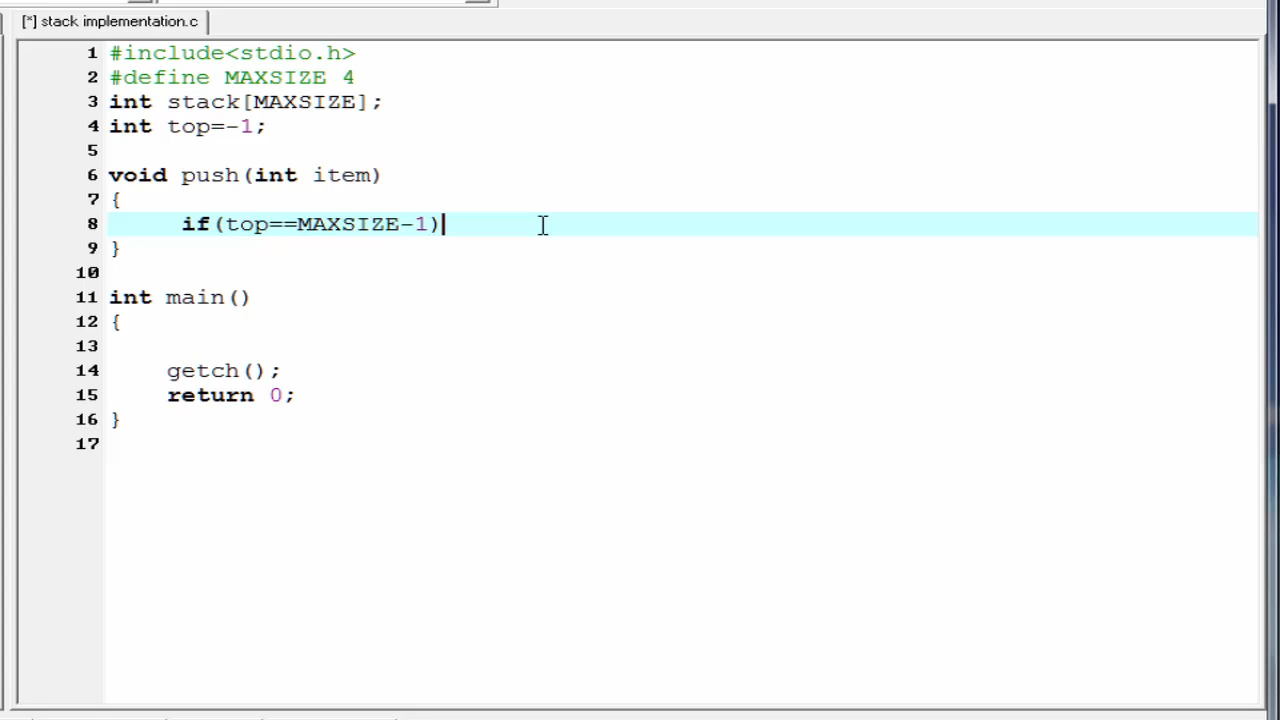 [*] stack implementation.c
1 #include<stdio.h>
2 #define MAXSIZE 4
3 int stack[MAXSIZE];
4 int top=-1;
5
6 void push(int item)
7 {
8 if(top==MAXSIZE-1)
9 }
10
11 int main()
12 {
13
14 getch();
15 return 0;
16 }
17